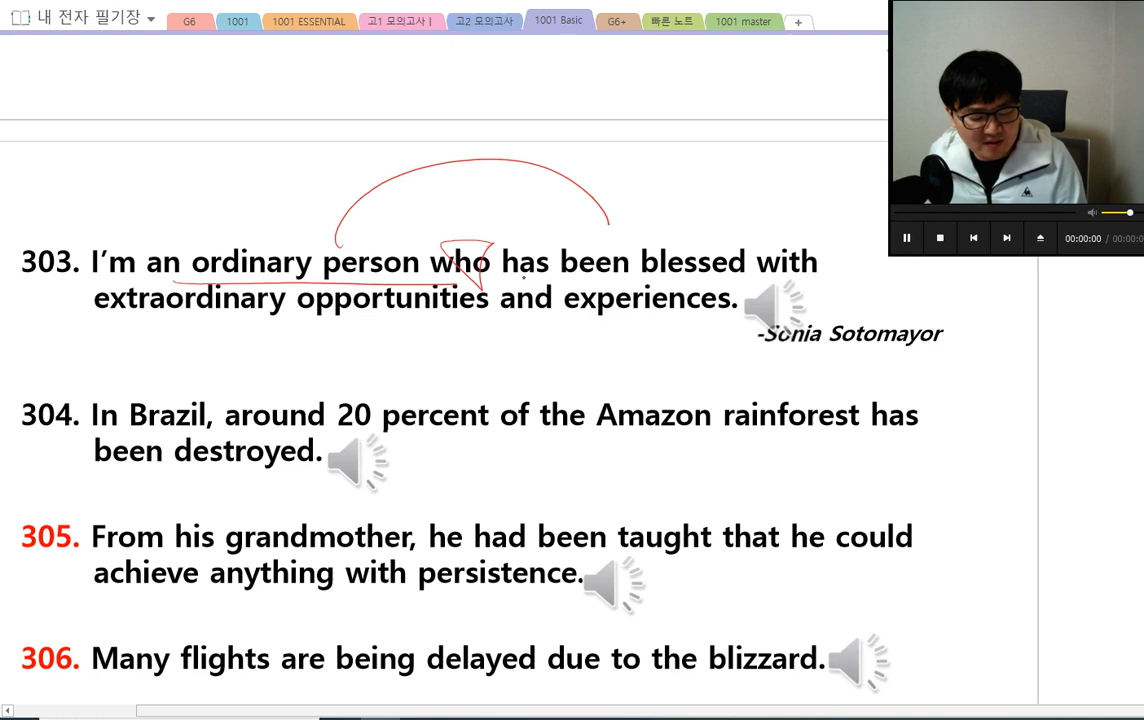 내 전자 필기장
G6
1001
1001 ESSENTIAL
고1 모의고사 I
고2 모의고사
1001 Basic
G6+
빠른 노트
1001 master
+
303. I'm an ordinary person who has been blessed with
extraordinary opportunities and experiences.
-Sonia Sotomayor
304. In Brazil, around 20 percent of the Amazon rainforest has
been destroyed.
305. From his grandmother, he had been taught that he could
achieve anything with persistence.
306. Many flights are being delayed due to the blizzard.
00:00:00 / 00:00:0